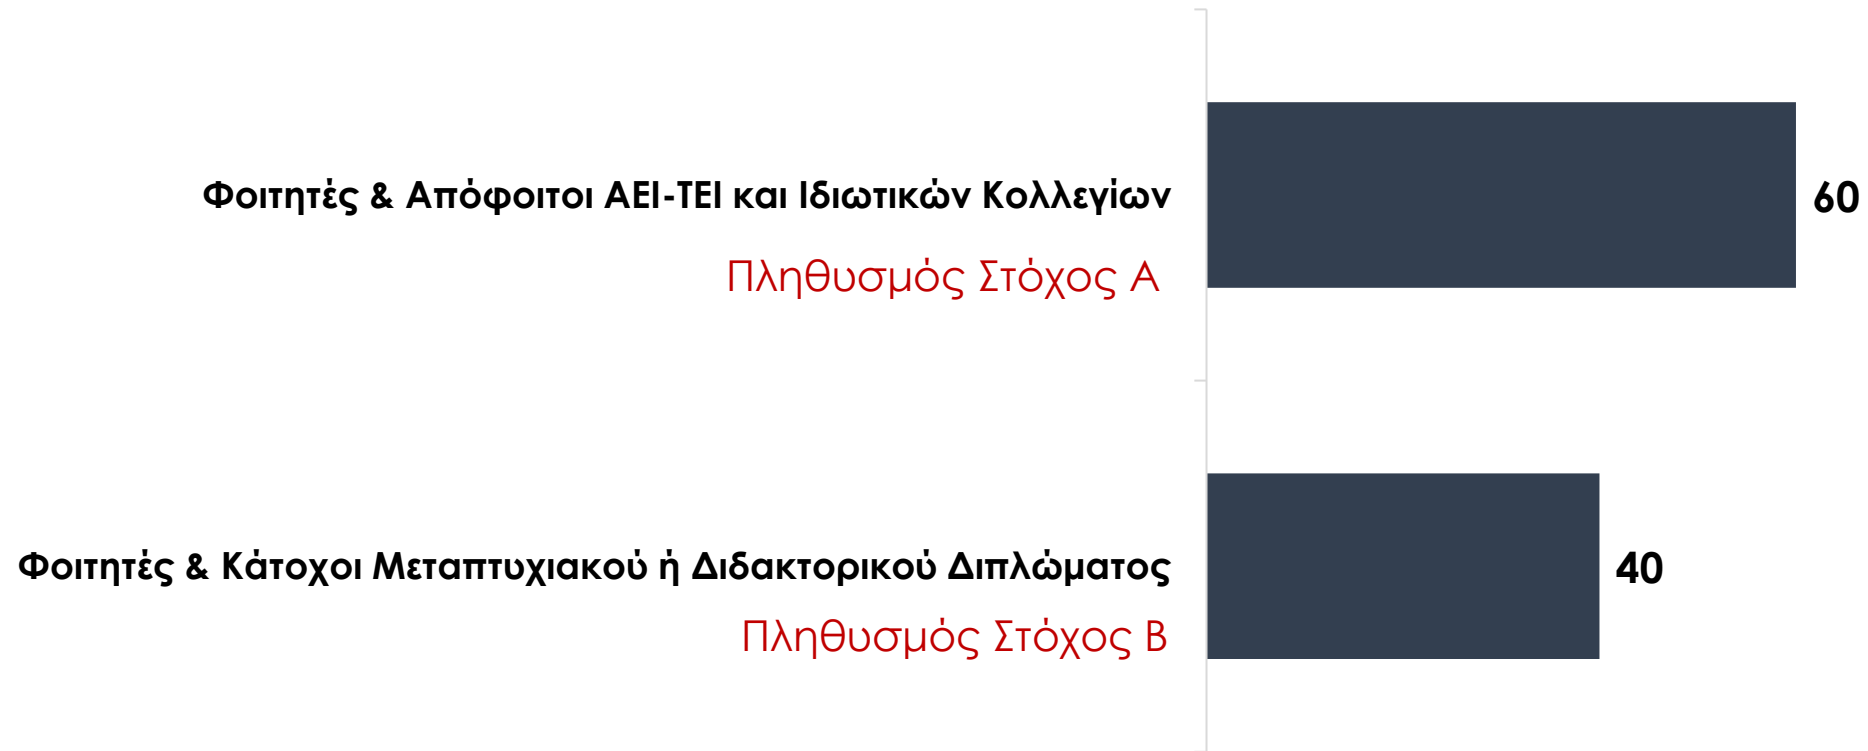 Φοιτητές & Απόφοιτοι ΑΕΙ-ΤΕΙ και Ιδιωτικών Κολλεγίων
60
Πληθυσμός Στόχος Α
Φοιτητές & Κάτοχοι Μεταπτυχιακού ή Διδακτορικού Διπλώματος
40
Πληθυσμός Στόχος Β